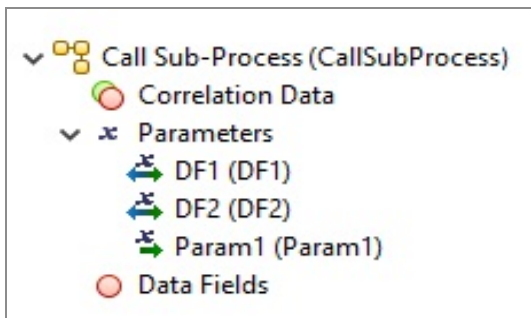 Call Sub-Process (CallSubProcess)
Correlation Data
Parameters
DF1 (DF1)
DF2 (DF2)
Param1 (Param1)
Data Fields